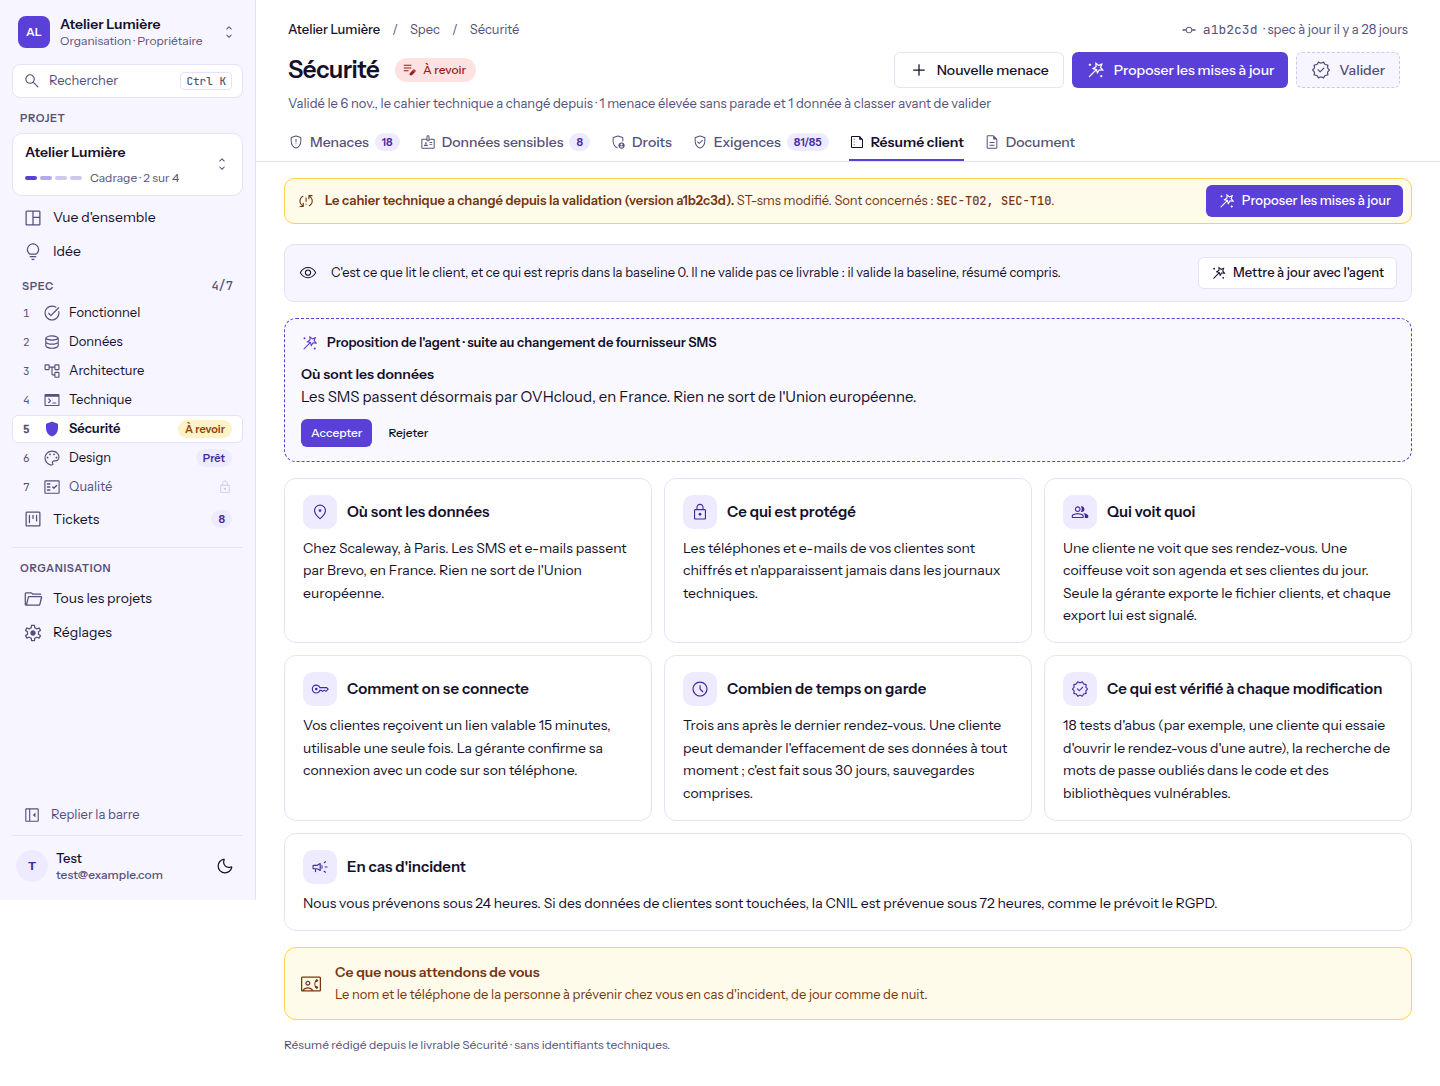 AL
Atelier Lumière
Organisation · Propriétaire
Rechercher
Ctrl K
PROJET
Atelier Lumière
Cadrage · 2 sur 4
Vue d'ensemble
Idée
SPEC
4/7
1 Fonctionnel
2 Données
3 Architecture
4 Technique
5 Sécurité À revoir
6 Design Prêt
7 Qualité
Tickets 8
ORGANISATION
Tous les projets
Réglages
Replier la barre
T
Test
test@example.com
Atelier Lumière / Spec / Sécurité
a1b2c3d · spec à jour il y a 28 jours
Sécurité
À revoir
Nouvelle menace
Proposer les mises à jour
Valider
Validé le 6 nov., le cahier technique a changé depuis · 1 menace élevée sans parade et 1 donnée à classer avant de valider
Menaces 18
Données sensibles 8
Droits
Exigences 81/85
Résumé client
Document
Le cahier technique a changé depuis la validation (version a1b2c3d). ST-sms modifié. Sont concernés : SEC-T02, SEC-T10.
Proposer les mises à jour
C'est ce que lit le client, et ce qui est repris dans la baseline 0. Il ne valide pas ce livrable : il valide la baseline, résumé compris.
Mettre à jour avec l'agent
Proposition de l'agent · suite au changement de fournisseur SMS
Où sont les données
Les SMS passent désormais par OVHcloud, en France. Rien ne sort de l'Union européenne.
Accepter
Rejeter
Où sont les données
Chez Scaleway, à Paris. Les SMS et e-mails passent
par Brevo, en France. Rien ne sort de l'Union
européenne.
Ce qui est protégé
Les téléphones et e-mails de vos clientes sont
chiffrés et n'apparaissent jamais dans les journaux
techniques.
Qui voit quoi
Une cliente ne voit que ses rendez-vous. Une
coiffeuse voit son agenda et ses clientes du jour.
Seule la gérante exporte le fichier clients, et chaque
export lui est signalé.
Comment on se connecte
Vos clientes reçoivent un lien valable 15 minutes,
utilisable une seule fois. La gérante confirme sa
connexion avec un code sur son téléphone.
Combien de temps on garde
Trois ans après le dernier rendez-vous. Une cliente
peut demander l'effacement de ses données à tout
moment ; c'est fait sous 30 jours, sauvegardes
comprises.
Ce qui est vérifié à chaque modification
18 tests d'abus (par exemple, une cliente qui essaie
d'ouvrir le rendez-vous d'une autre), la recherche de
mots de passe oubliés dans le code et des
bibliothèques vulnérables.
En cas d'incident
Nous vous prévenons sous 24 heures. Si des données de clientes sont touchées, la CNIL est prévenue sous 72 heures, comme le prévoit le RGPD.
Ce que nous attendons de vous
Le nom et le téléphone de la personne à prévenir chez vous en cas d'incident, de jour comme de nuit.
Résumé rédigé depuis le livrable Sécurité · sans identifiants techniques.